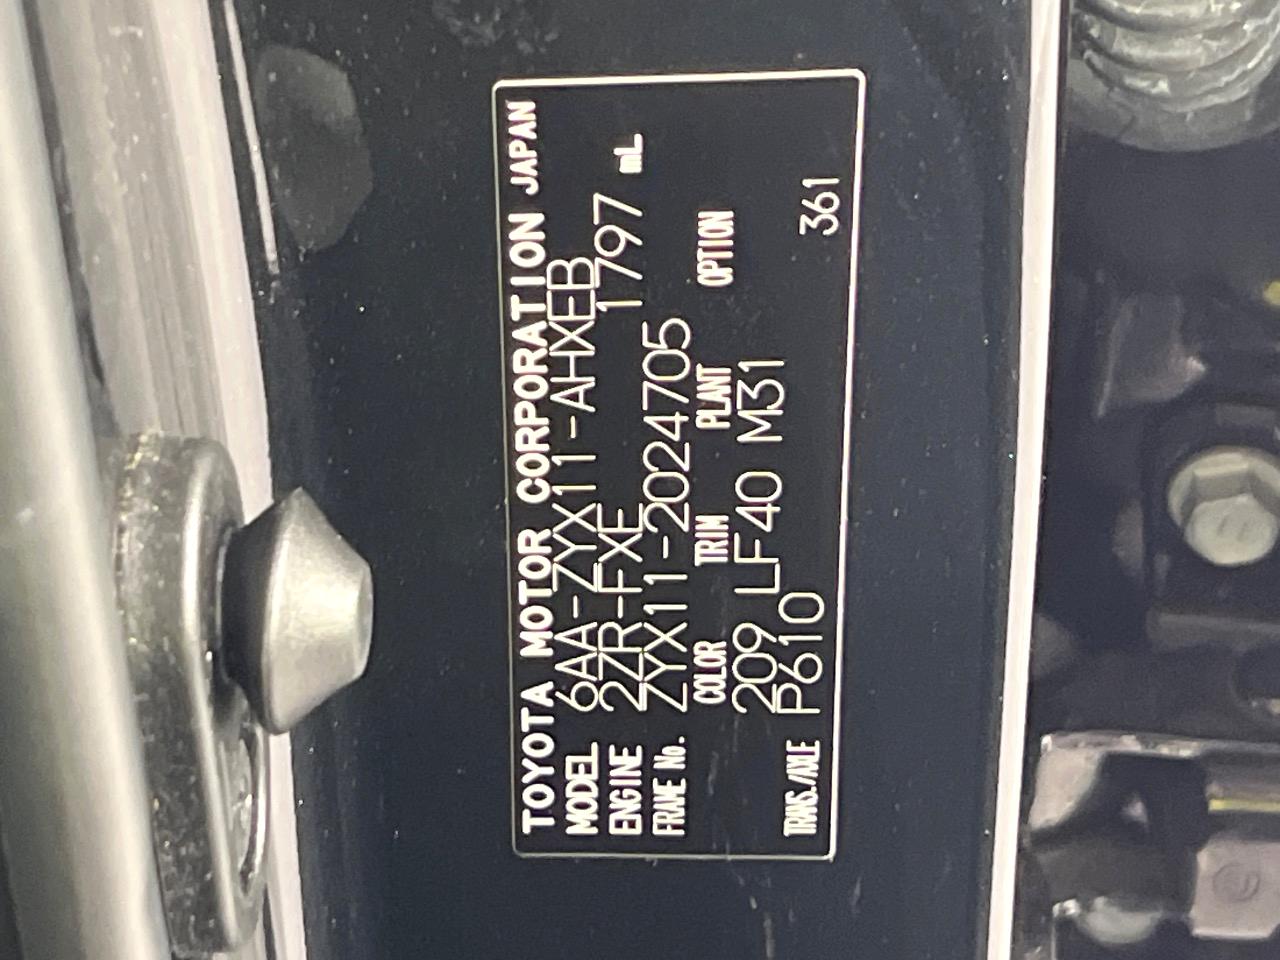 TOYOTA MOTOR CORPORATION JAPAN
MODEL 6AA-ZYX11-AHXEB
ENGINE 2ZR-FXE 1797 mL
FRAME No. ZYX11-2024705
COLOR TRIM PLANT OPTION
209 LF40 M31
TRANS./AXLE P610 361